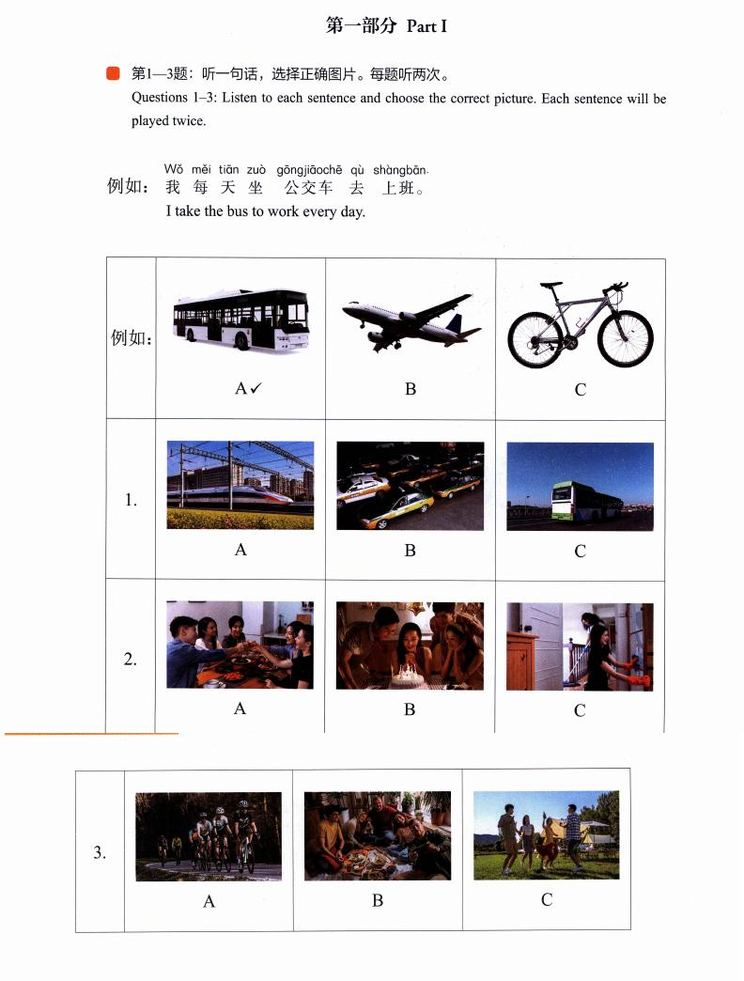 第一部分 Part I
第1—3题：听一句话，选择正确图片。每题听两次。
Questions 1–3: Listen to each sentence and choose the correct picture. Each sentence will be
played twice.
Wǒ měi tiān zuò gōngjiāochē qù shàngbān.
例如： 我 每 天 坐 公交车 去 上班。
I take the bus to work every day.
例如：
A✓ B C
1.
A B C
2.
A B C
3.
A B C